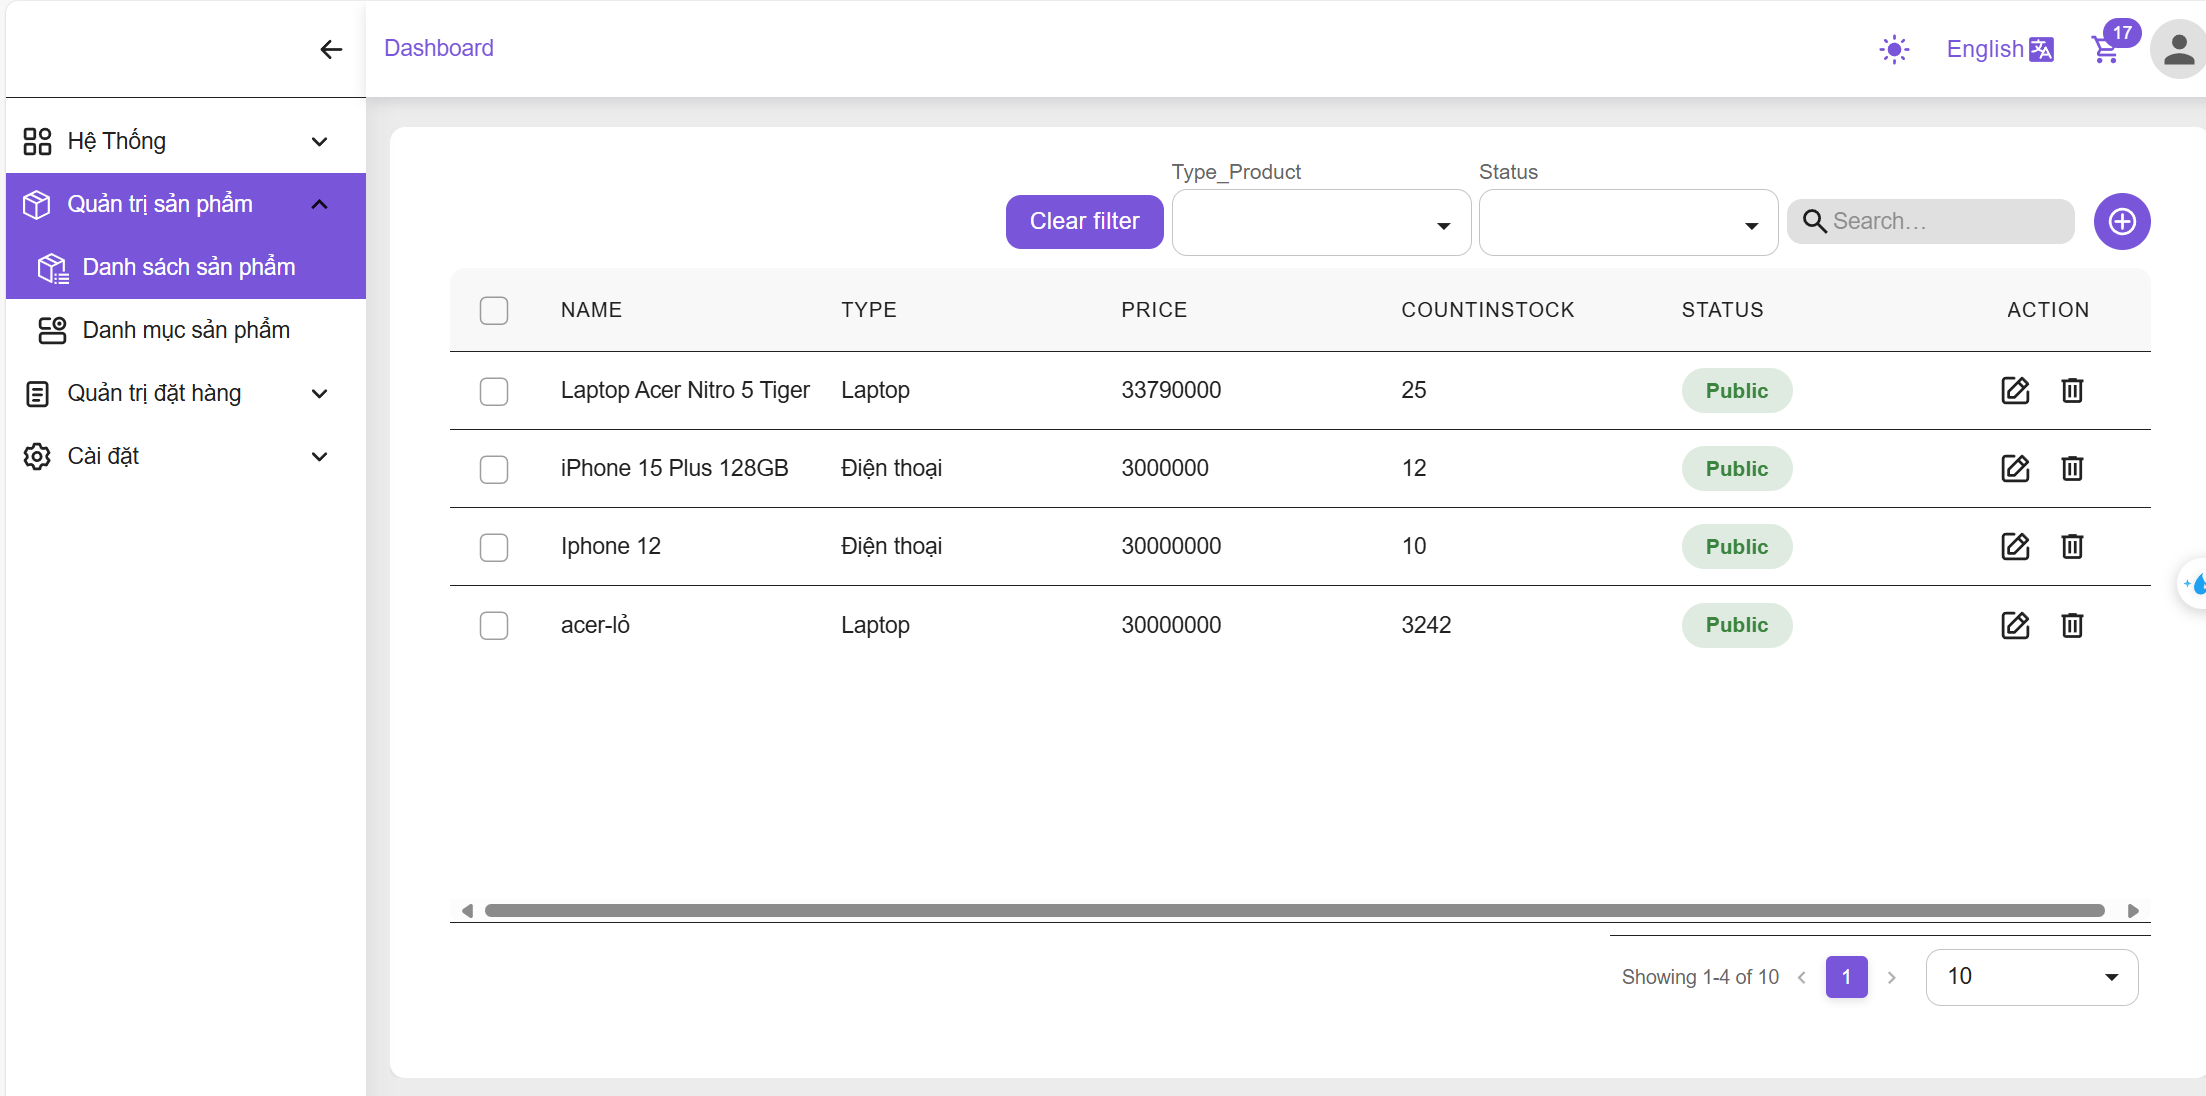 Dashboard
English
17
Hệ Thống
Quản trị sản phẩm
Danh sách sản phẩm
Danh mục sản phẩm
Quản trị đặt hàng
Cài đặt
Type_Product
Status
Clear filter
Search...
NAME TYPE PRICE COUNTINSTOCK STATUS ACTION
Laptop Acer Nitro 5 Tiger Laptop 33790000 25 Public
iPhone 15 Plus 128GB Điện thoại 3000000 12 Public
Iphone 12 Điện thoại 30000000 10 Public
acer-lỏ Laptop 30000000 3242 Public
Showing 1-4 of 10 1 10